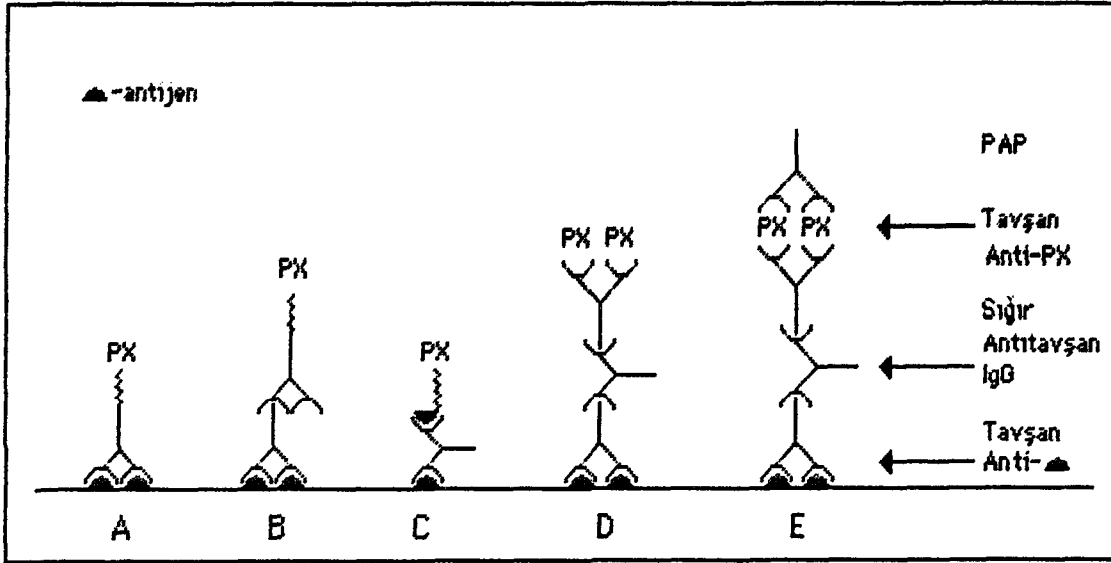 -antijen
PAP
Tavşan
Anti-PX
Sığır
Antitavşan
IgG
Tavşan
Anti-
PX
PX
PX
PX PX
PX PX
A B C D E